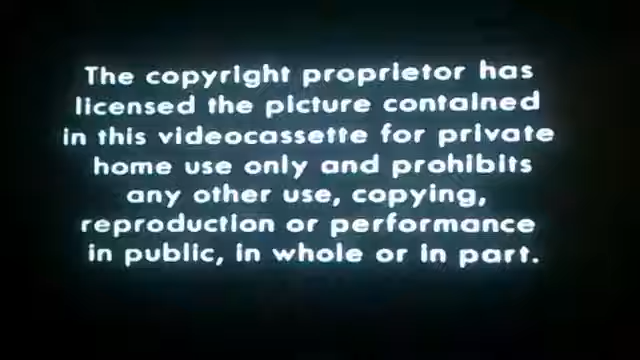 The copyright proprietor has
licensed the picture contained
in this videocassette for private
home use only and prohibits
any other use, copying,
reproduction or performance
in public, in whole or in part.